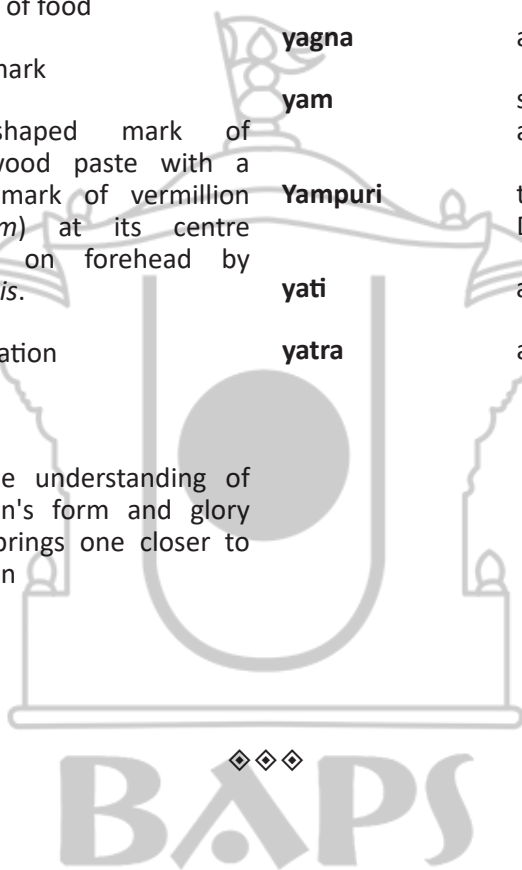 of food
mark
shaped mark of
wood paste with a
mark of vermillion
) at its centre
on forehead by
is.
ation
e understanding of
n's form and glory
brings one closer to
n
yagna a
yam s
a
Yampuri t
D
yati a
yatra a
BAPS